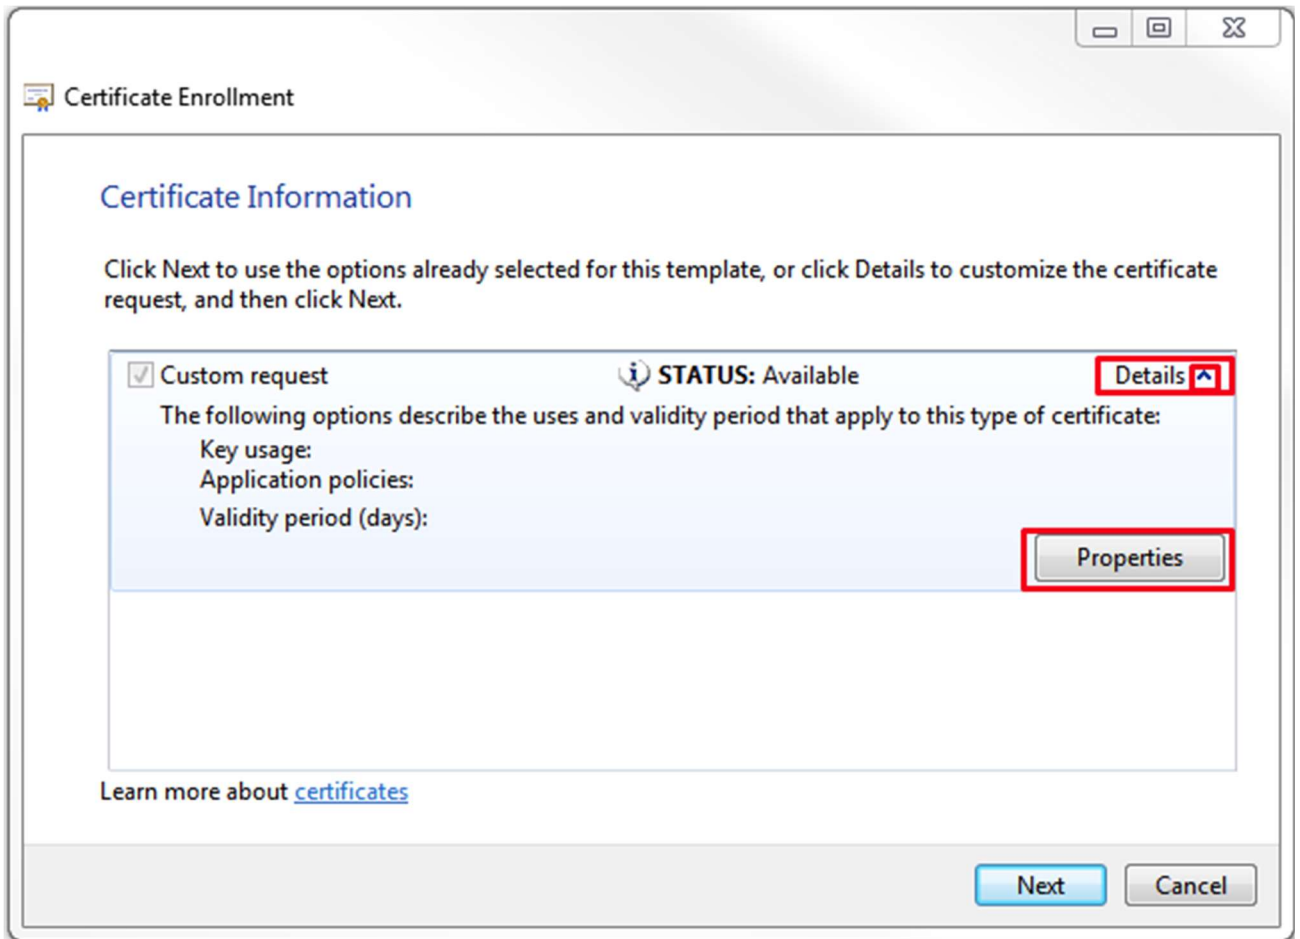 Certificate Enrollment
Certificate Information
Click Next to use the options already selected for this template, or click Details to customize the certificate
request, and then click Next.
Custom request STATUS: Available Details
The following options describe the uses and validity period that apply to this type of certificate:
Key usage:
Application policies:
Validity period (days):
Properties
Learn more about certificates
Next Cancel